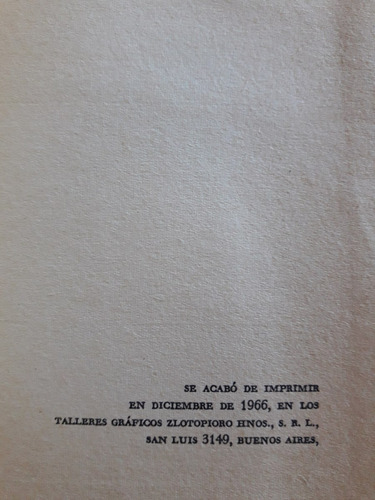 SE ACABÓ DE IMPRIMIR
EN DICIEMBRE DE 1966, EN LOS
TALLERES GRÁFICOS ZLOTOPIORO HNOS., S. R. L.,
SAN LUIS 3149, BUENOS AIRES,